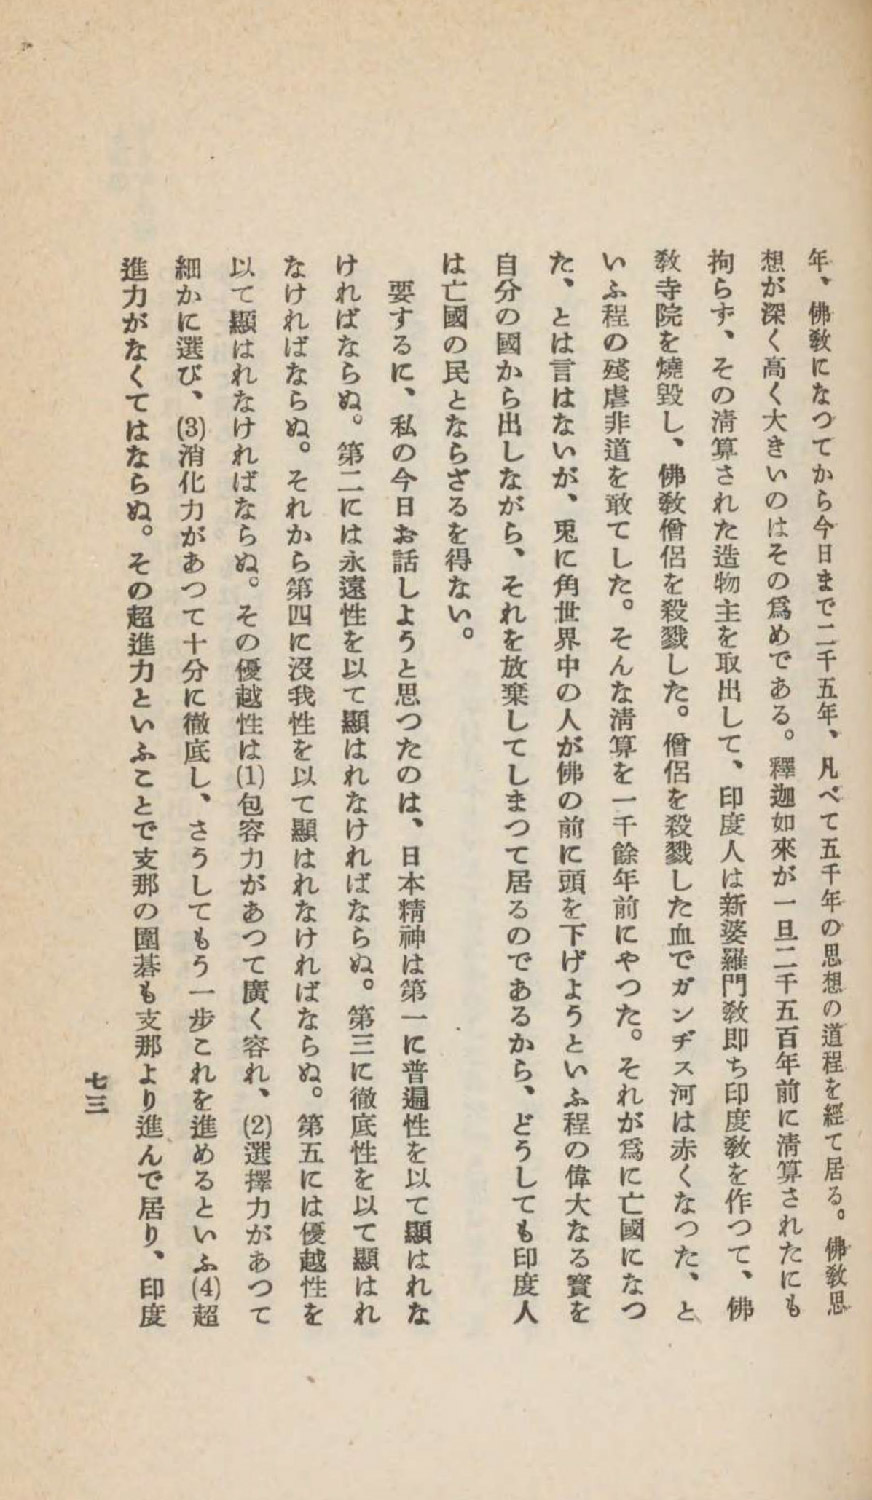 年、佛敎になつてから今日まで二千五年、凡べて五千年の思想の道程を經て居る。佛敎思
想が深く高く大きいのはその爲めである。釋迦如來が一旦二千五百年前に淸算されたにも
拘らず、その淸算された造物主を取出して、印度人は新婆羅門敎即ち印度敎を作つて、佛
敎寺院を燒毀し、佛敎僧侶を殺戮した。僧侶を殺戮した血でガンヂス河は赤くなつた、と
いふ程の殘虐非道を敢てした。そんな淸算を一千餘年前にやつた。それが爲に亡國になつ
た、とは言はないが、兎に角世界中の人が佛の前に頭を下げようといふ程の偉大なる寳を
自分の國から出しながら、それを放棄してしまつて居るのであるから、どうしても印度人
は亡國の民とならざるを得ない。
要するに、私の今日お話しようと思つたのは、日本精神は第一に普遍性を以て顯はれな
ければならぬ。第二には永遠性を以て顯はれなければならぬ。第三に徹底性を以て顯はれ
なければならぬ。それから第四に沒我性を以て顯はれなければならぬ。第五には優越性を
以て顯はれなければならぬ。その優越性は(1)包容力があつて廣く容れ、(2)選擇力があつて
細かに選び、(3)消化力があつて十分に徹底し、さうしてもう一步これを進めるといふ(4)超
進力がなくてはならぬ。その超進力といふことで支那の圍碁も支那より進んで居り、印度
七三